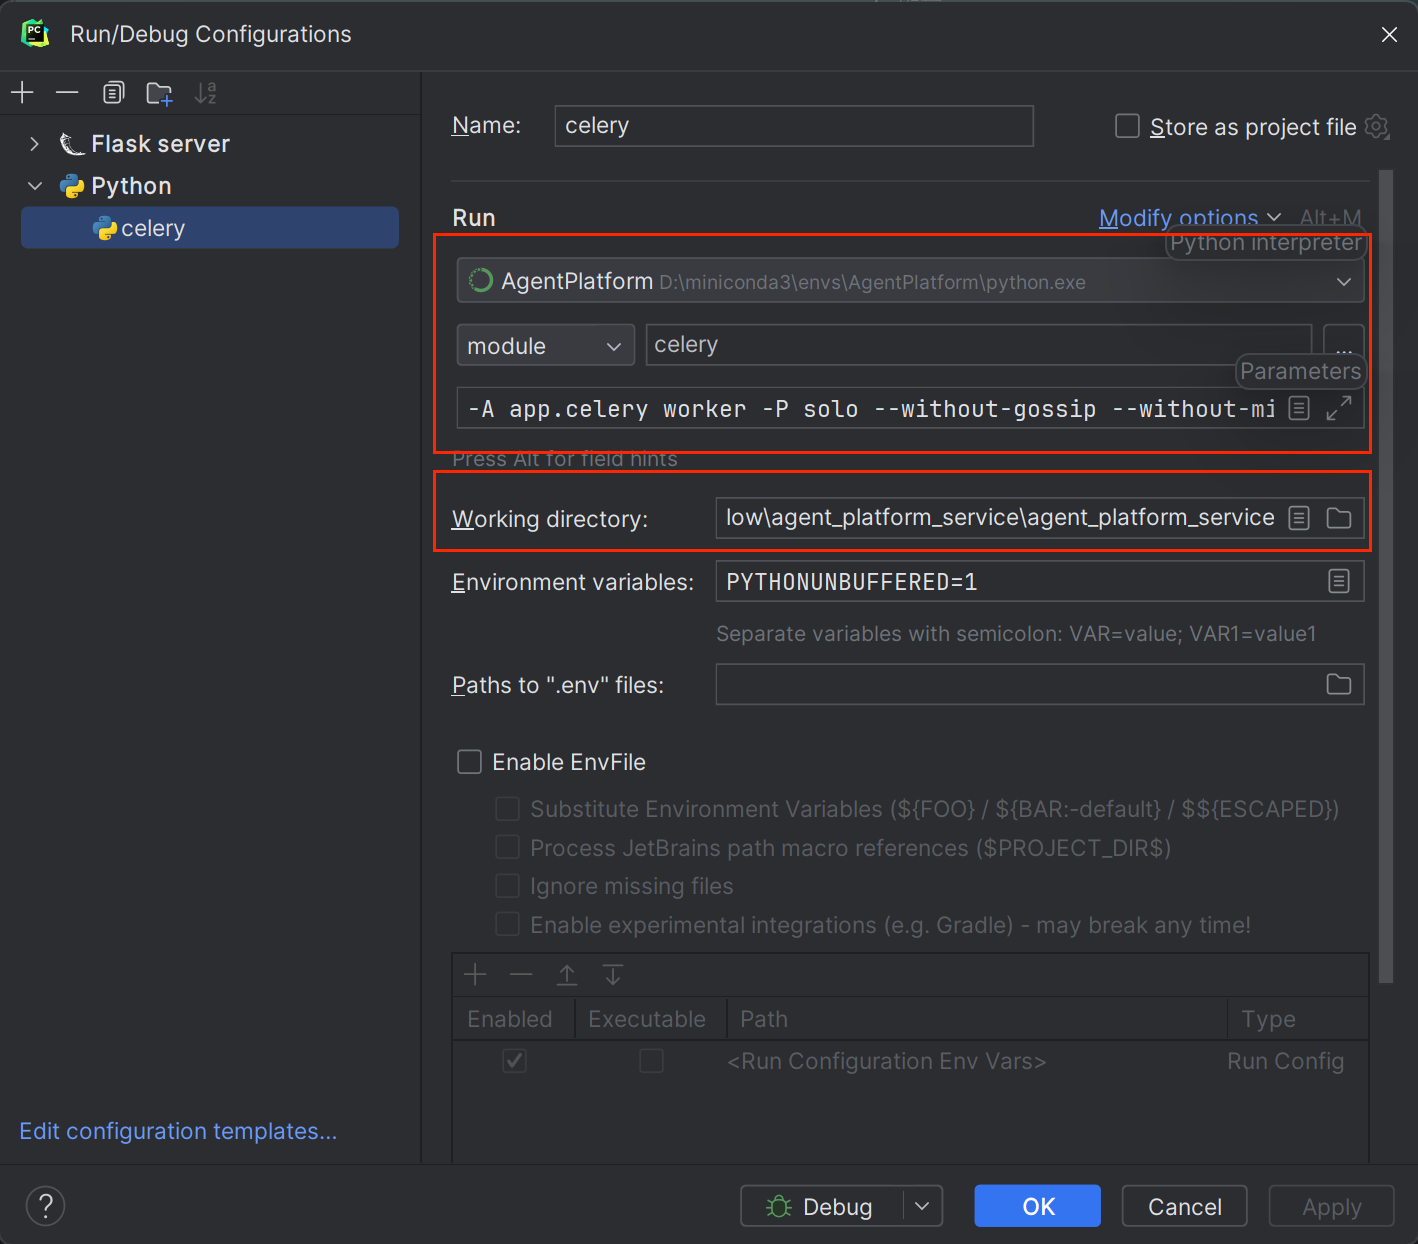 Run/Debug Configurations
Flask server
Python
celery
Edit configuration templates...
Name: celery
Store as project file
Run
Modify options Alt+M
Python interpreter
AgentPlatform D:\miniconda3\envs\AgentPlatform\python.exe
module celery ...
Parameters
-A app.celery worker -P solo --without-gossip --without-mi
Press Alt for field hints
Working directory: low\agent_platform_service\agent_platform_service
Environment variables: PYTHONUNBUFFERED=1
Separate variables with semicolon: VAR=value; VAR1=value1
Paths to ".env" files:
Enable EnvFile
Substitute Environment Variables (${FOO} / ${BAR:-default} / $${ESCAPED})
Process JetBrains path macro references ($PROJECT_DIR$)
Ignore missing files
Enable experimental integrations (e.g. Gradle) - may break any time!
Enabled Executable Path Type
<Run Configuration Env Vars> Run Config
? Debug OK Cancel Apply